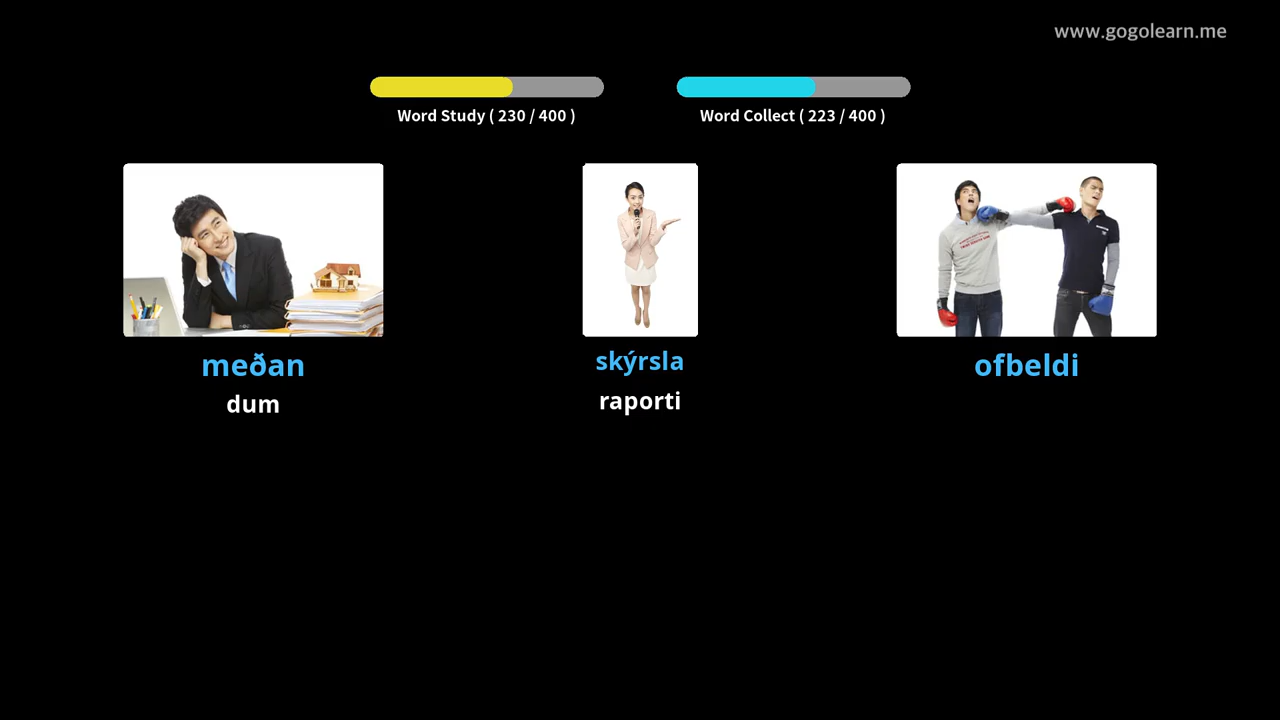 www.gogolearn.me
Word Study ( 230 / 400 )
Word Collect ( 223 / 400 )
meðan
dum
skýrsla
raporti
ofbeldi